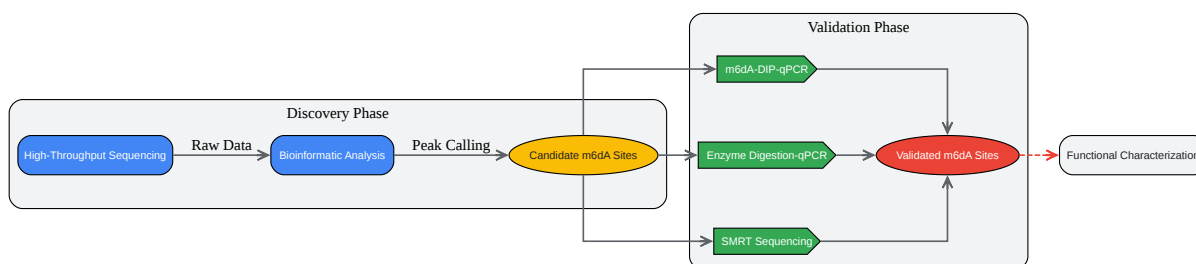 Validation Phase
m6dA-DIP-qPCR
Discovery Phase
High-Throughput Sequencing
Raw Data
Bioinformatic Analysis
Peak Calling
Candidate m6dA Sites
Enzyme Digestion-qPCR
Validated m6dA Sites
Functional Characterization
SMRT Sequencing